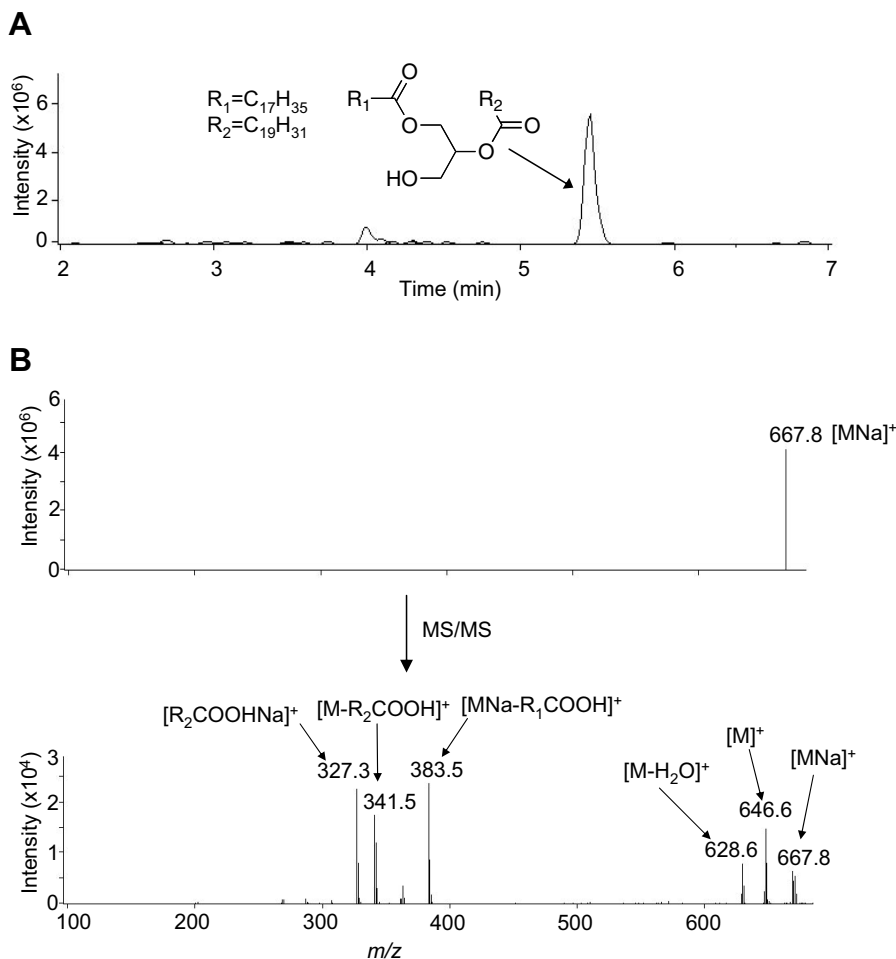 A
Intensity (x10⁶)
6
4
2
0
R₁=C₁₇H₃₅
R₂=C₁₉H₃₁
O
R₁
R₂
O
O
O
HO
2 3 4 5 6 7
Time (min)
B
Intensity (x10⁶)
6
4
2
0
667.8 [MNa]⁺
MS/MS
[R₂COOHNa]⁺ [M-R₂COOH]⁺ [MNa-R₁COOH]⁺
[M-H₂O]⁺ [M]⁺ [MNa]⁺
Intensity (x10⁴)
3
2
1
0
327.3 341.5 383.5 628.6 646.6 667.8
100 200 300 400 500 600
m/z